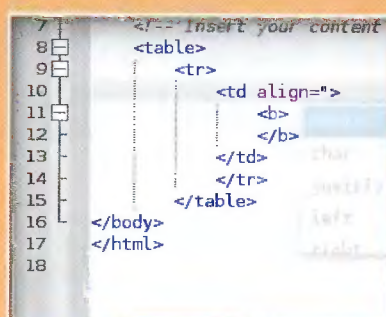 7 <!-- Insert your content
8 <table>
9 <tr>
10 <td align=">
11 <b>
12 </b>
13 </td>
14 </tr>
15 </table>
16 </body>
17 </html>
18
char
justify
left
right